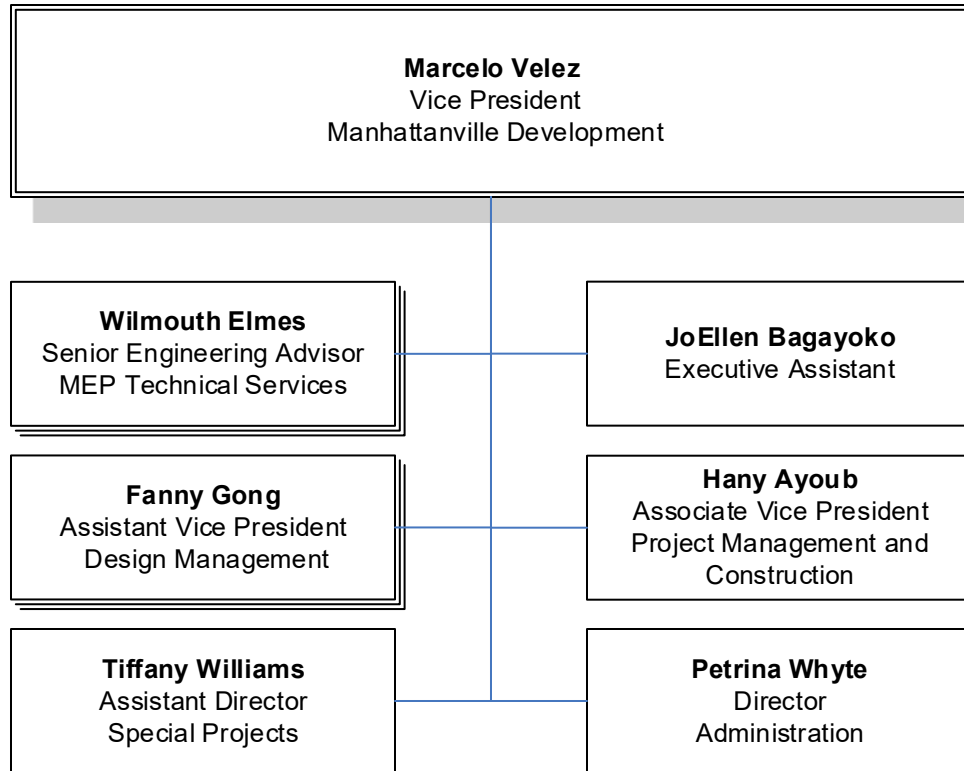 Marcelo Velez
Vice President
Manhattanville Development
Wilmouth Elmes
Senior Engineering Advisor
MEP Technical Services
JoEllen Bagayoko
Executive Assistant
Fanny Gong
Assistant Vice President
Design Management
Hany Ayoub
Associate Vice President
Project Management and
Construction
Tiffany Williams
Assistant Director
Special Projects
Petrina Whyte
Director
Administration